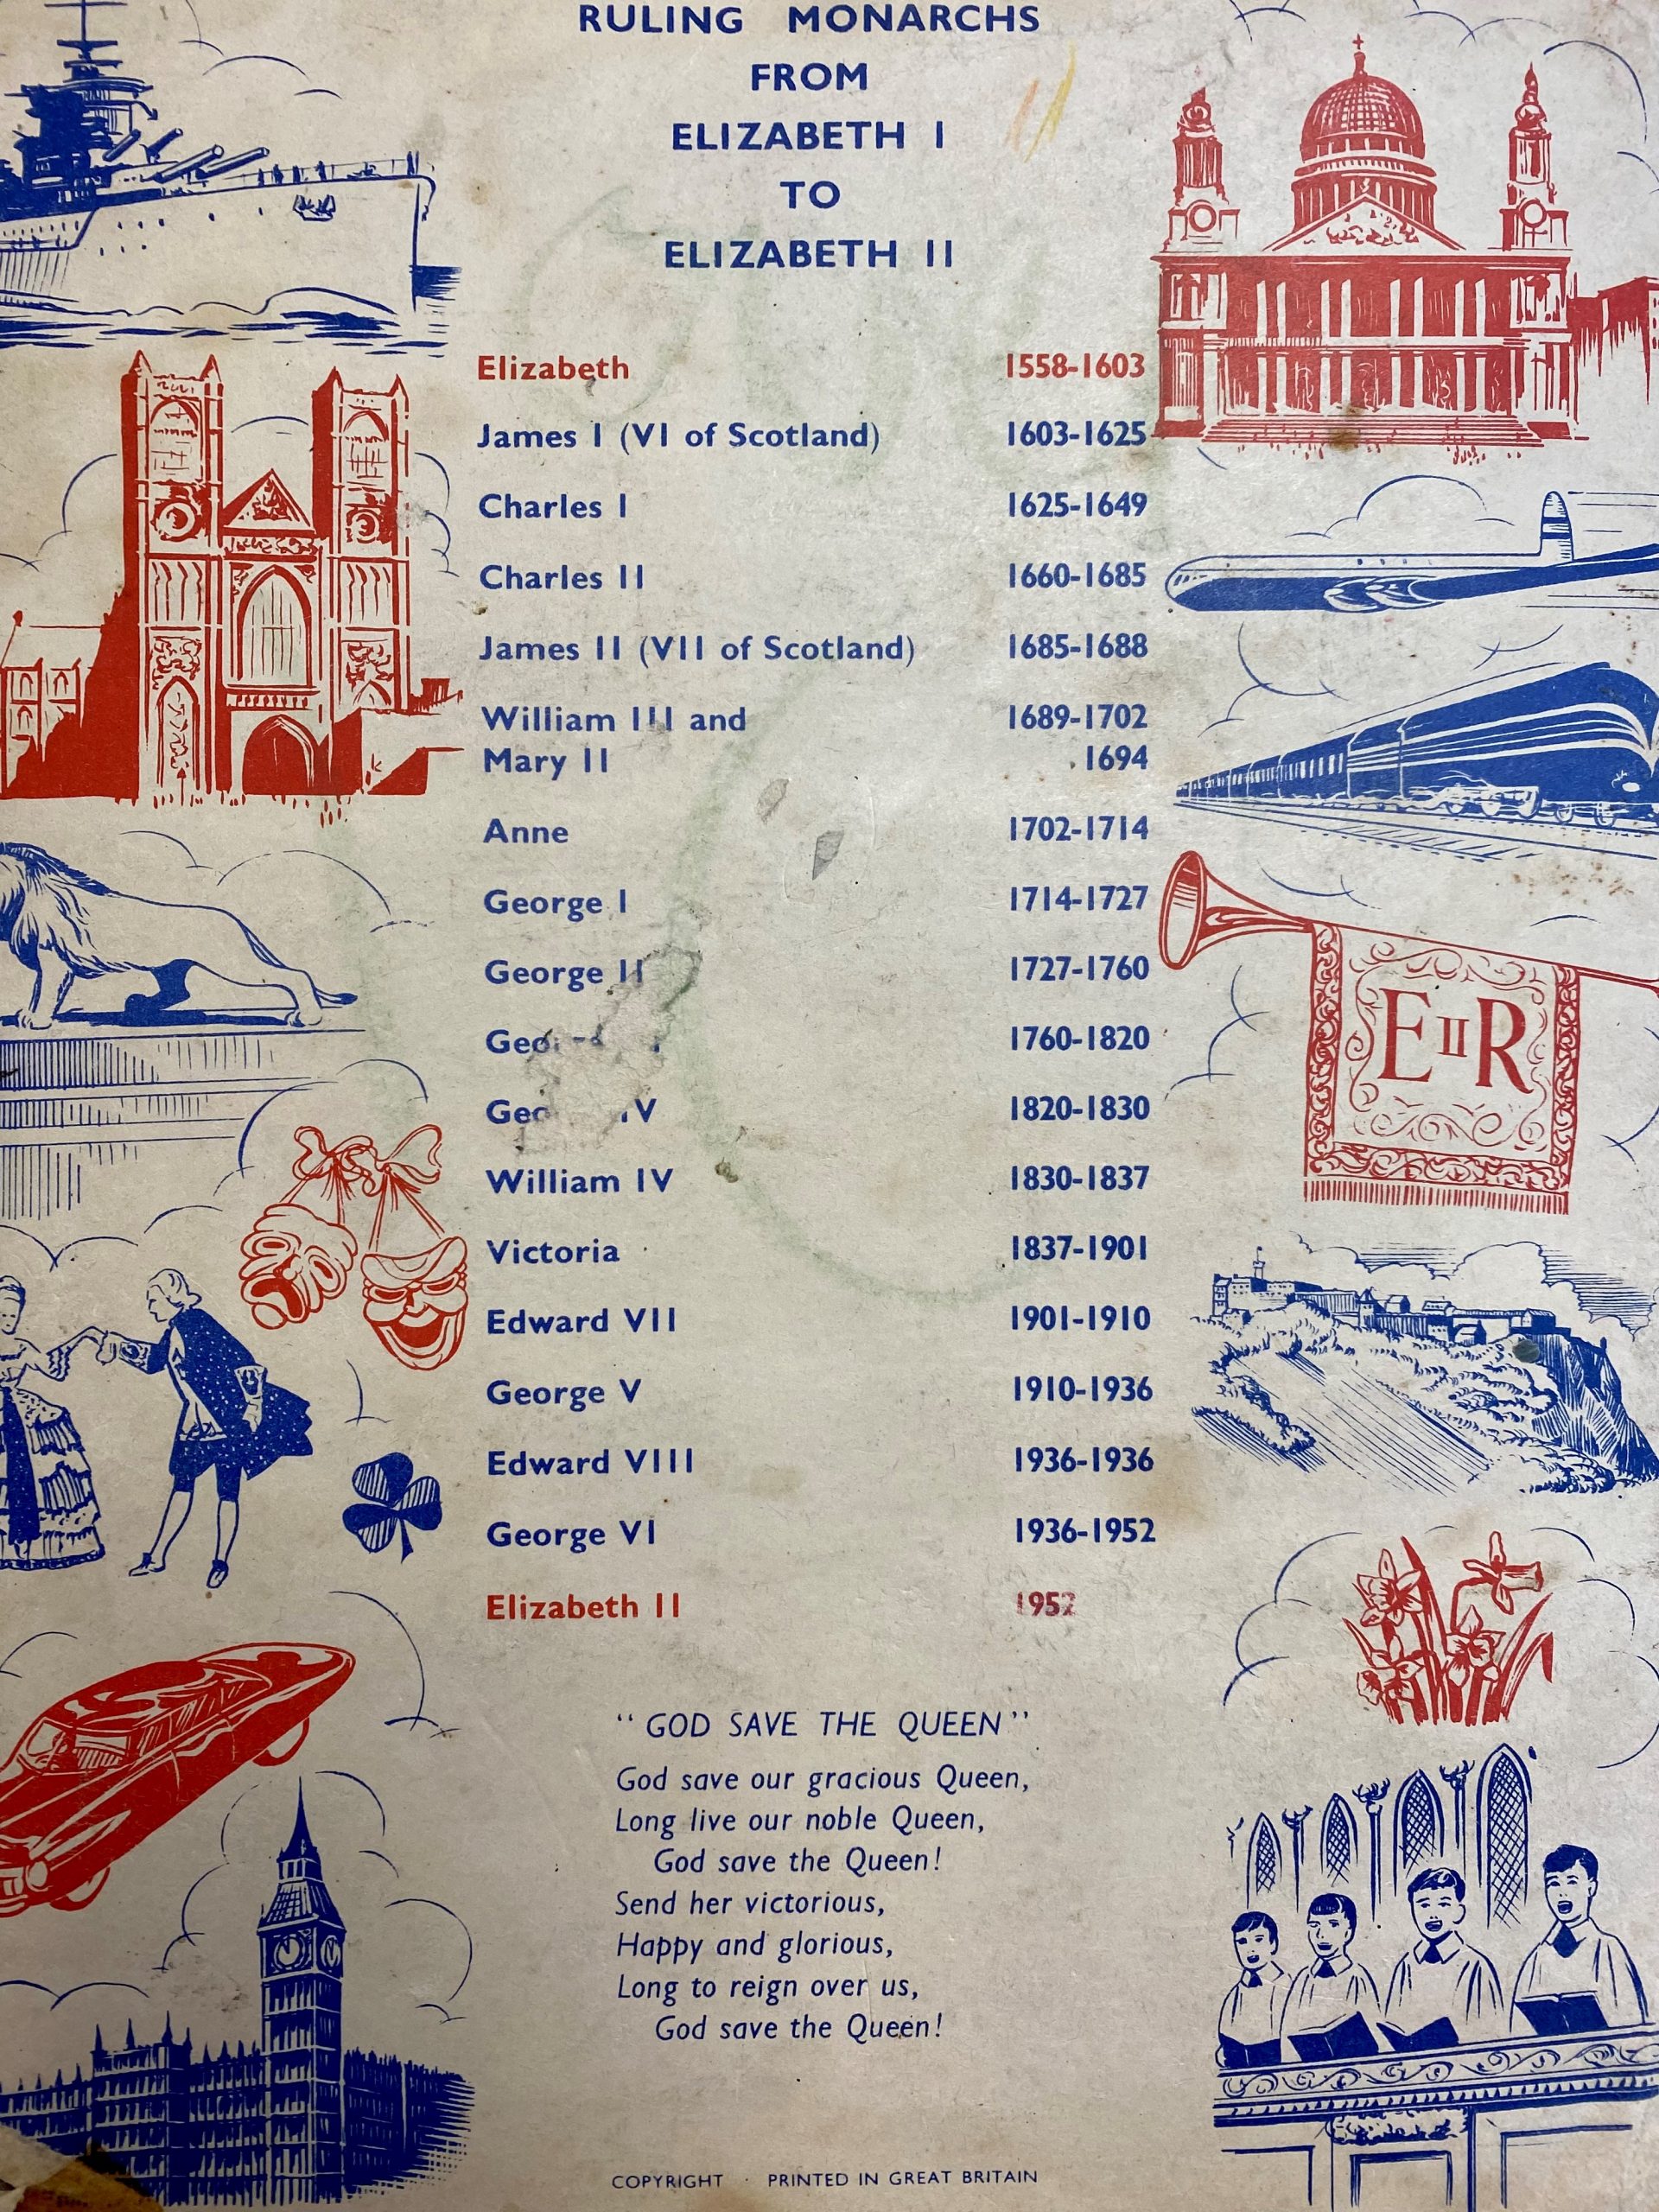 RULING MONARCHS
FROM
ELIZABETH I
TO
ELIZABETH II
Elizabeth 1558-1603
James I (VI of Scotland) 1603-1625
Charles I 1625-1649
Charles II 1660-1685
James II (VII of Scotland) 1685-1688
William III and 1689-1702
Mary II 1694
Anne 1702-1714
George I 1714-1727
George II 1727-1760
1760-1820
IV 1820-1830
William IV 1830-1837
Victoria 1837-1901
Edward VII 1901-1910
George V 1910-1936
Edward VIII 1936-1936
George VI 1936-1952
Elizabeth II 1952
E II R
"GOD SAVE THE QUEEN"
God save our gracious Queen,
Long live our noble Queen,
God save the Queen!
Send her victorious,
Happy and glorious,
Long to reign over us,
God save the Queen!
COPYRIGHT · PRINTED IN GREAT BRITAIN